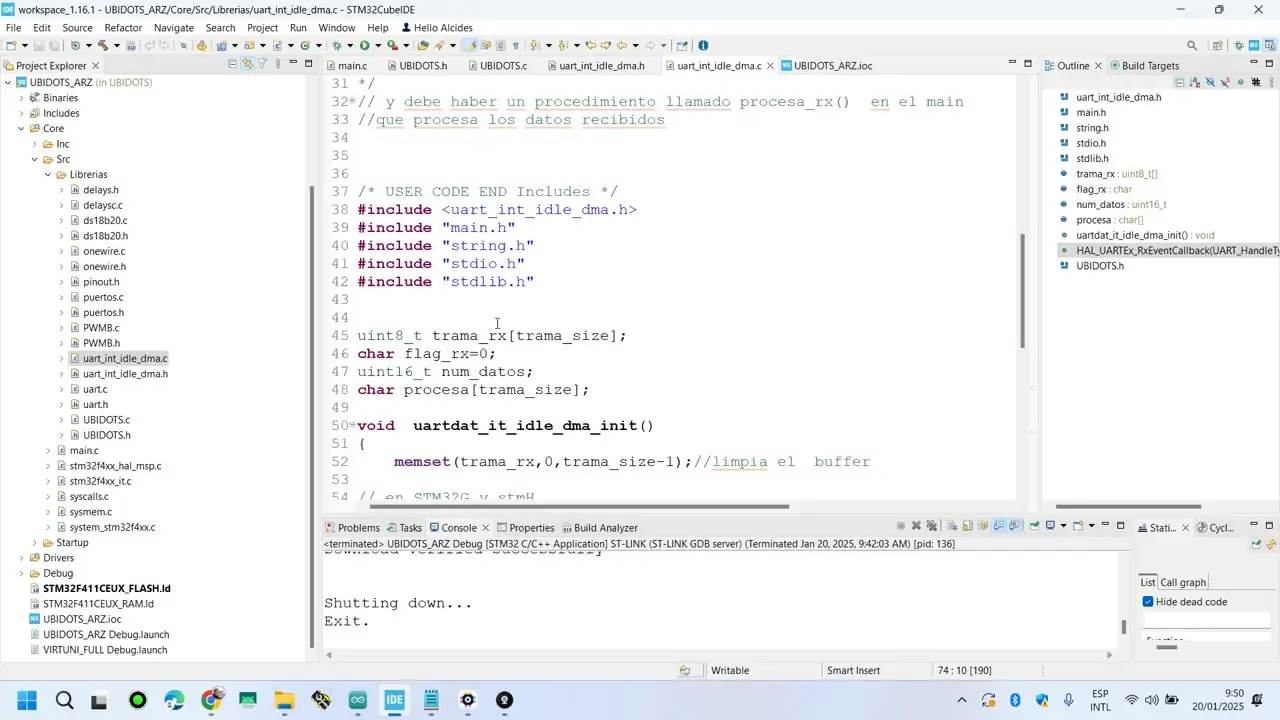 workspace_1.16.1 - UBIDOTS_ARZ/Core/Src/Librerias/uart_int_idle_dma.c - STM32CubeIDE
File Edit Source Refactor Navigate Search Project Run Window Help Hello Alcides
Project Explorer
UBIDOTS_ARZ (in UBIDOTS)
Binaries
Includes
Core
Inc
Src
Librerias
delays.h
delaysc.c
ds18b20.c
ds18b20.h
onewire.c
onewire.h
pinout.h
puertos.c
puertos.h
PWMB.c
PWMB.h
uart_int_idle_dma.c
uart_int_idle_dma.h
uart.c
uart.h
UBIDOTS.c
UBIDOTS.h
main.c
stm32f4xx_hal_msp.c
stm32f4xx_it.c
syscalls.c
sysmem.c
system_stm32f4xx.c
Startup
Drivers
Debug
STM32F411CEUX_FLASH.ld
STM32F411CEUX_RAM.ld
UBIDOTS_ARZ.ioc
UBIDOTS_ARZ Debug.launch
VIRTUNI_FULL Debug.launch
main.c UBIDOTS.h UBIDOTS.c uart_int_idle_dma.h uart_int_idle_dma.c UBIDOTS_ARZ.ioc
31 */
32 // y debe haber un procedimiento llamado procesa_rx()  en el main
33 //que procesa los datos recibidos
34
35
36
37 /* USER CODE END Includes */
38 #include <uart_int_idle_dma.h>
39 #include "main.h"
40 #include "string.h"
41 #include "stdio.h"
42 #include "stdlib.h"
43
44
45 uint8_t trama_rx[trama_size];
46 char flag_rx=0;
47 uint16_t num_datos;
48 char procesa[trama_size];
49
50 void  uartdat_it_idle_dma_init()
51 {
52     memset(trama_rx,0,trama_size-1);//limpia el  buffer
53
54 // en STM32G y stmH
Outline Build Targets
uart_int_idle_dma.h
main.h
string.h
stdio.h
stdlib.h
trama_rx : uint8_t[]
flag_rx : char
num_datos : uint16_t
procesa : char[]
uartdat_it_idle_dma_init() : void
HAL_UARTEx_RxEventCallback(UART_HandleTy
UBIDOTS.h
Problems Tasks Console Properties Build Analyzer
<terminated> UBIDOTS_ARZ Debug [STM32 C/C++ Application] ST-LINK (ST-LINK GDB server) (Terminated Jan 20, 2025, 9:42:03 AM) [pid: 136]
Download verified successfully
Shutting down...
Exit.
Stati... Cycl...
List Call graph
Hide dead code
Function
Writable Smart Insert 74 : 10 [190]
IDE
ESP
INTL
9:50
20/01/2025